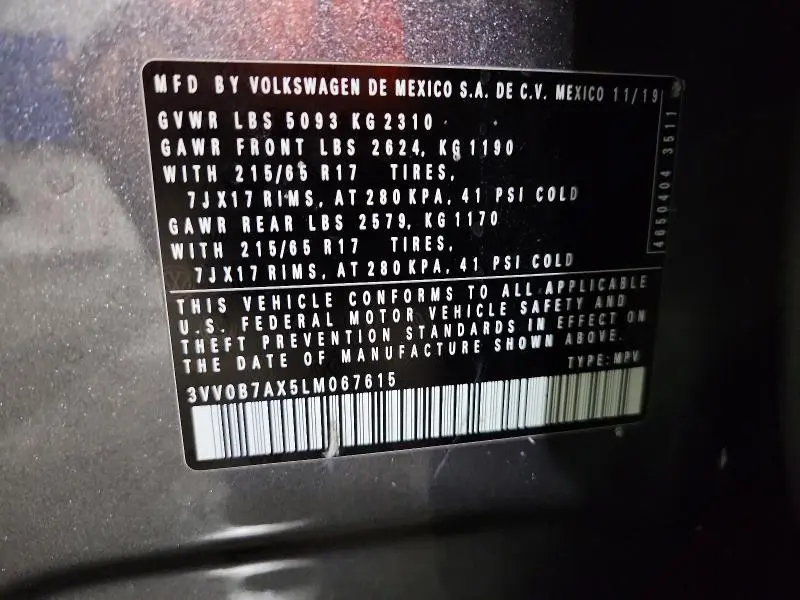 MFD BY VOLKSWAGEN DE MEXICO S.A. DE C.V. MEXICO 11/19
GVWR LBS 5093 KG 2310
GAWR FRONT LBS 2624, KG 1190
WITH 215/65 R17 TIRES,
7JX17 RIMS, AT 280 KPA, 41 PSI COLD
GAWR REAR LBS 2579, KG 1170
WITH 215/65 R17 TIRES,
7JX17 RIMS, AT 280 KPA, 41 PSI COLD
4650404 3511
THIS VEHICLE CONFORMS TO ALL APPLICABLE
U.S. FEDERAL MOTOR VEHICLE SAFETY AND
THEFT PREVENTION STANDARDS IN EFFECT ON
THE DATE OF MANUFACTURE SHOWN ABOVE.
TYPE: MPV
3VV0B7AX5LM067615